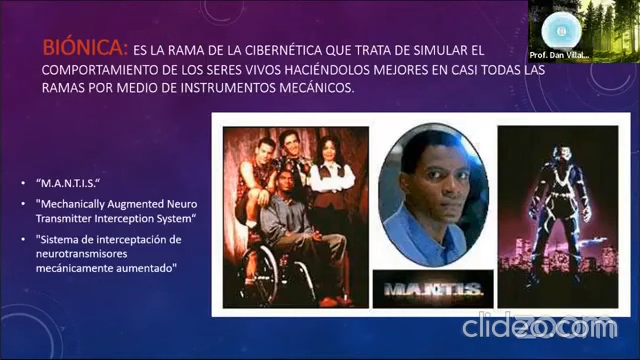 BIÓNICA: ES LA RAMA DE LA CIBERNÉTICA QUE TRATA DE SIMULAR EL
COMPORTAMIENTO DE LOS SERES VIVOS HACIÉNDOLOS MEJORES EN CASI TODAS LAS
RAMAS POR MEDIO DE INSTRUMENTOS MECÁNICOS.
Prof. Dan Villal...
• “M.A.N.T.I.S.“
• "Mechanically Augmented Neuro
Transmitter Interception System“
• "Sistema de interceptación de
neurotransmisores
mecánicamente aumentado"
M.A.N.T.I.S.
clideo.com
zoom